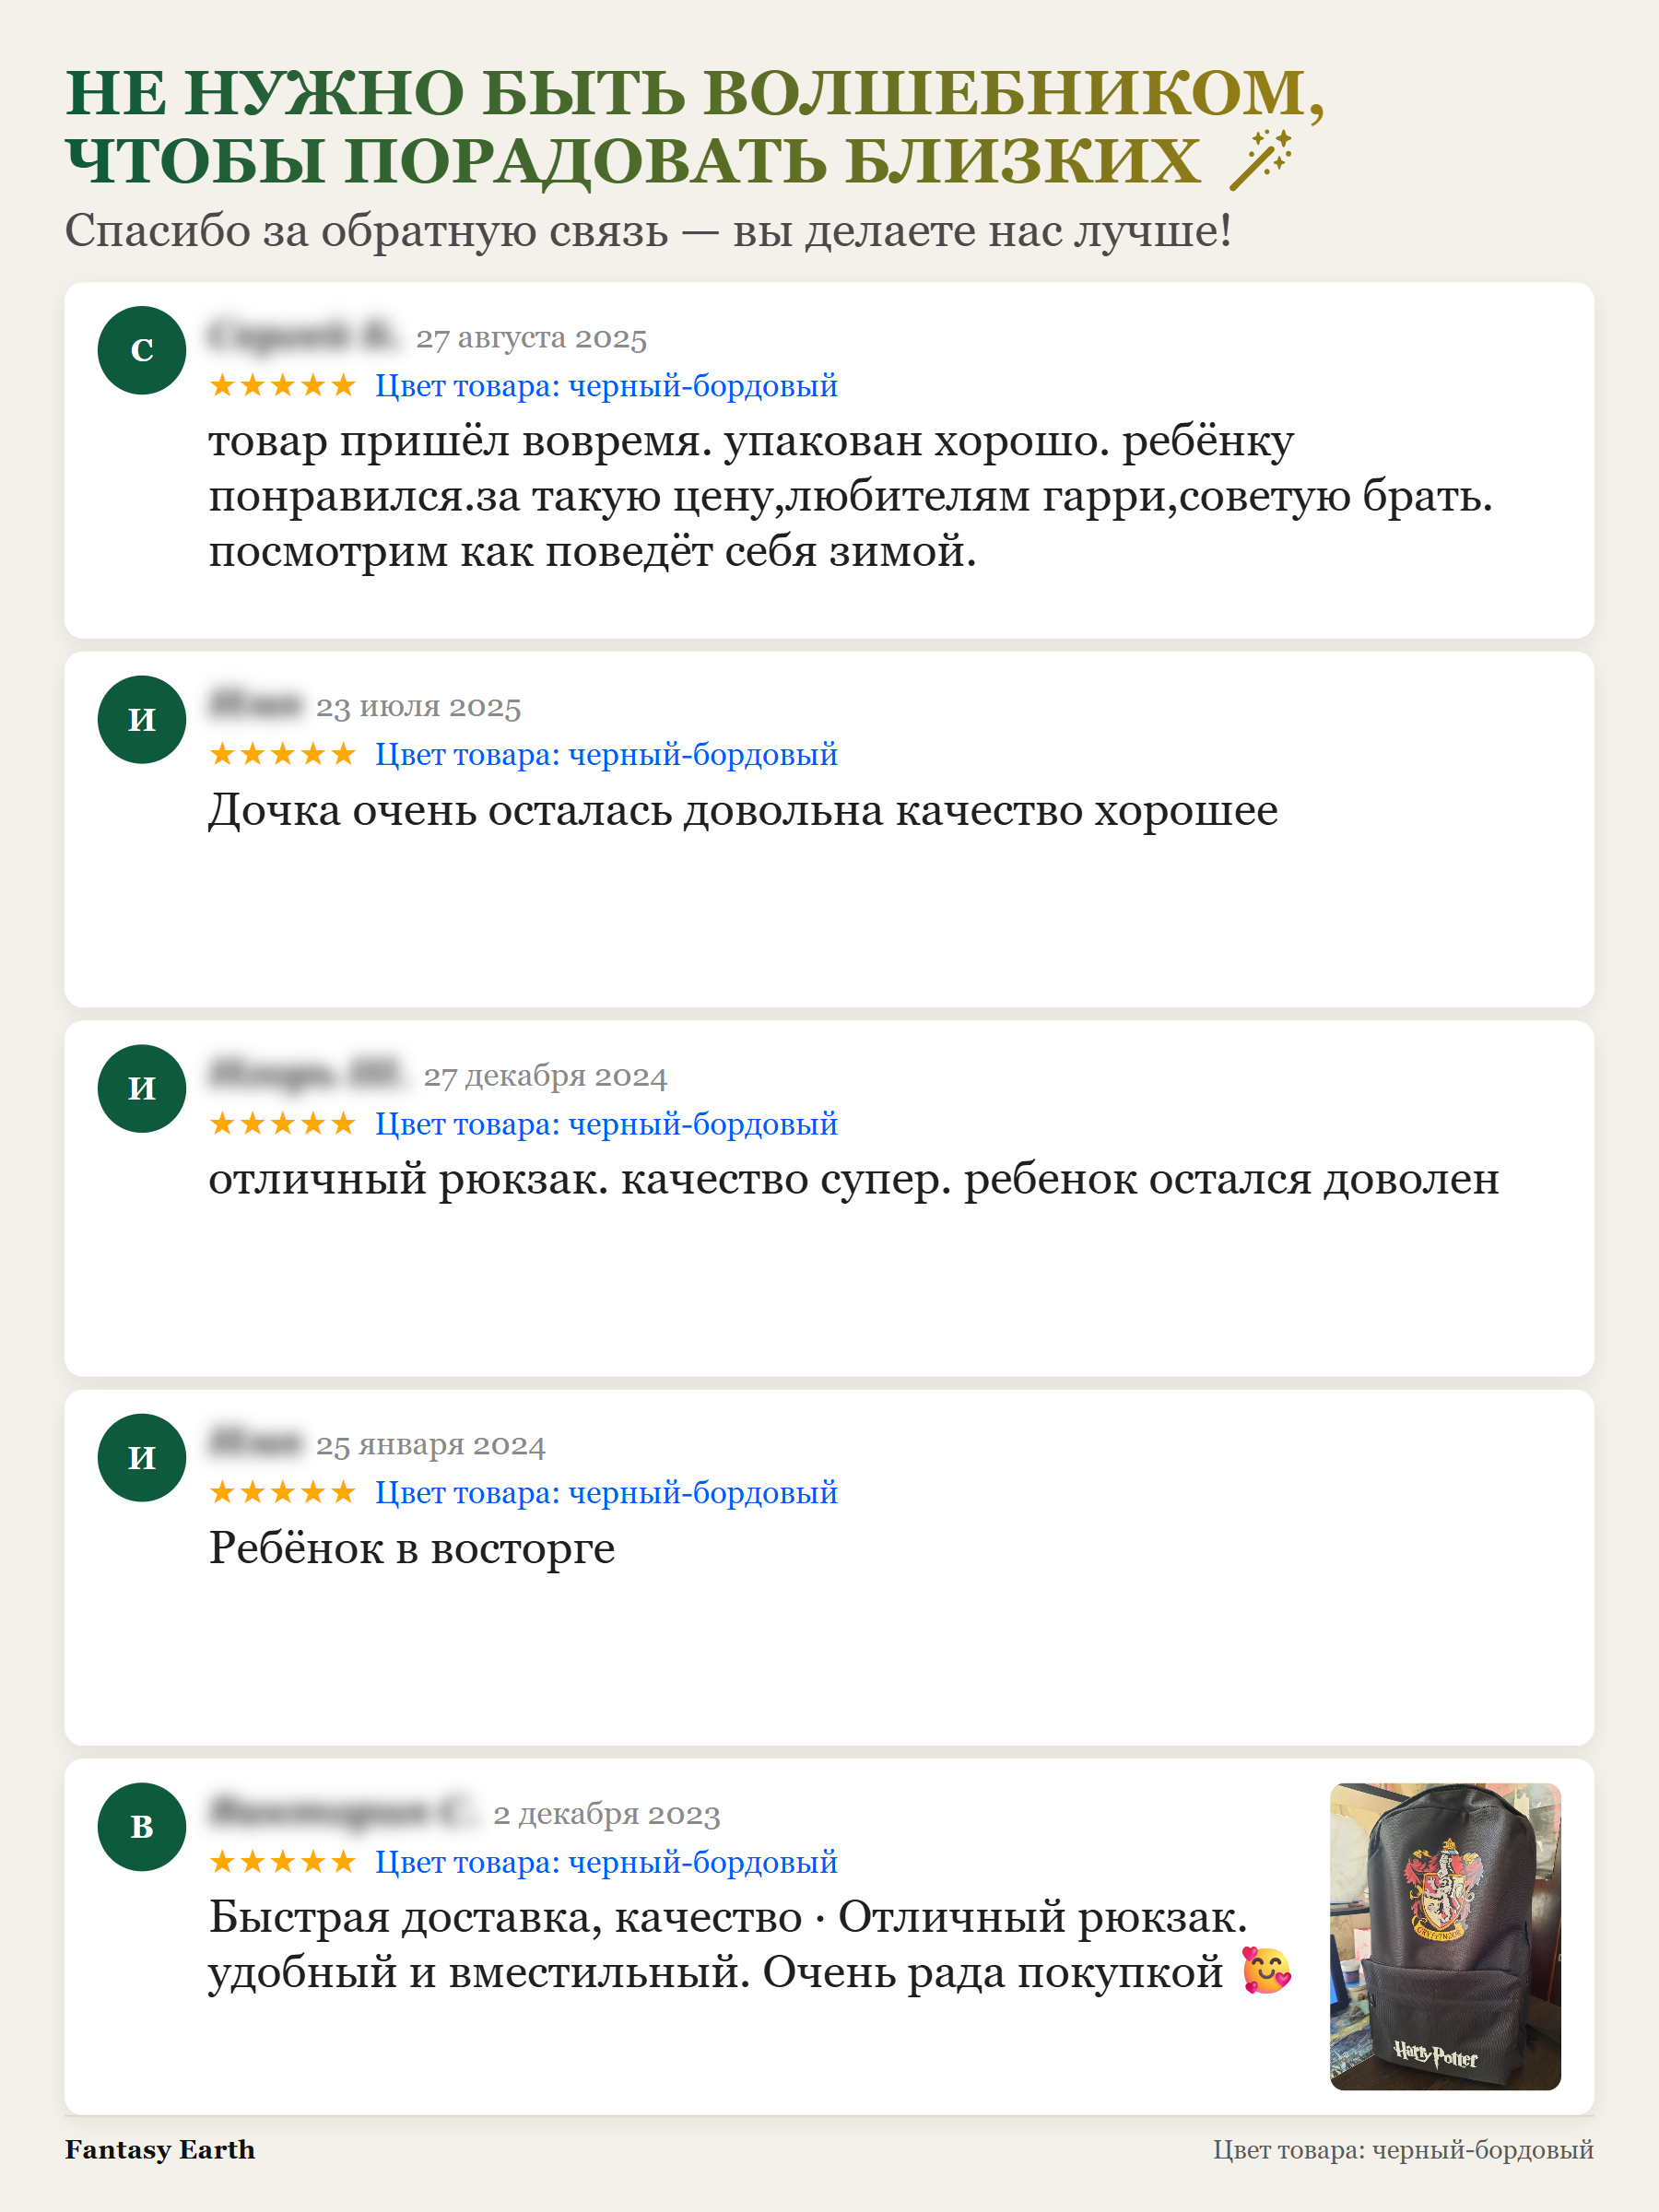 НЕ НУЖНО БЫТЬ ВОЛШЕБНИКОМ,
ЧТОБЫ ПОРАДОВАТЬ БЛИЗКИХ
Спасибо за обратную связь — вы делаете нас лучше!
С
27 августа 2025
★★★★★ Цвет товара: черный-бордовый
товар пришёл вовремя. упакован хорошо. ребёнку
понравился.за такую цену,любителям гарри,советую брать.
посмотрим как поведёт себя зимой.
И
23 июля 2025
★★★★★ Цвет товара: черный-бордовый
Дочка очень осталась довольна качество хорошее
И
27 декабря 2024
★★★★★ Цвет товара: черный-бордовый
отличный рюкзак. качество супер. ребенок остался доволен
И
25 января 2024
★★★★★ Цвет товара: черный-бордовый
Ребёнок в восторге
В
2 декабря 2023
★★★★★ Цвет товара: черный-бордовый
Быстрая доставка, качество · Отличный рюкзак.
удобный и вместильный. Очень рада покупкой 🥰
Harry Potter
Fantasy Earth
Цвет товара: черный-бордовый